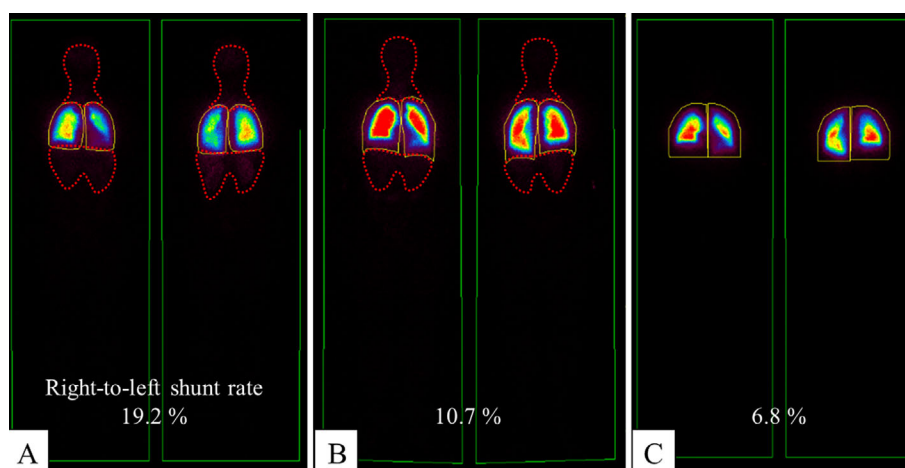 Right-to-left shunt rate
19.2 %
10.7 %
6.8 %
A
B
C